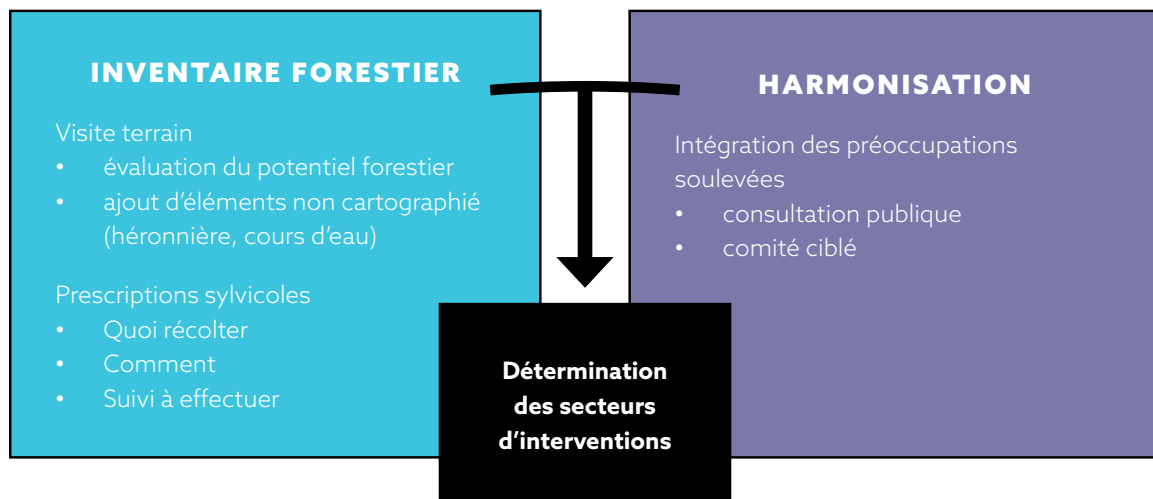 INVENTAIRE FORESTIER
Visite terrain
• évaluation du potentiel forestier
• ajout d'éléments non cartographié
(héronnière, cours d'eau)
Prescriptions sylvicoles
• Quoi récolter
• Comment
• Suivi à effectuer
HARMONISATION
Intégration des préoccupations
soulevées
• consultation publique
• comité ciblé
Détermination
des secteurs
d'interventions